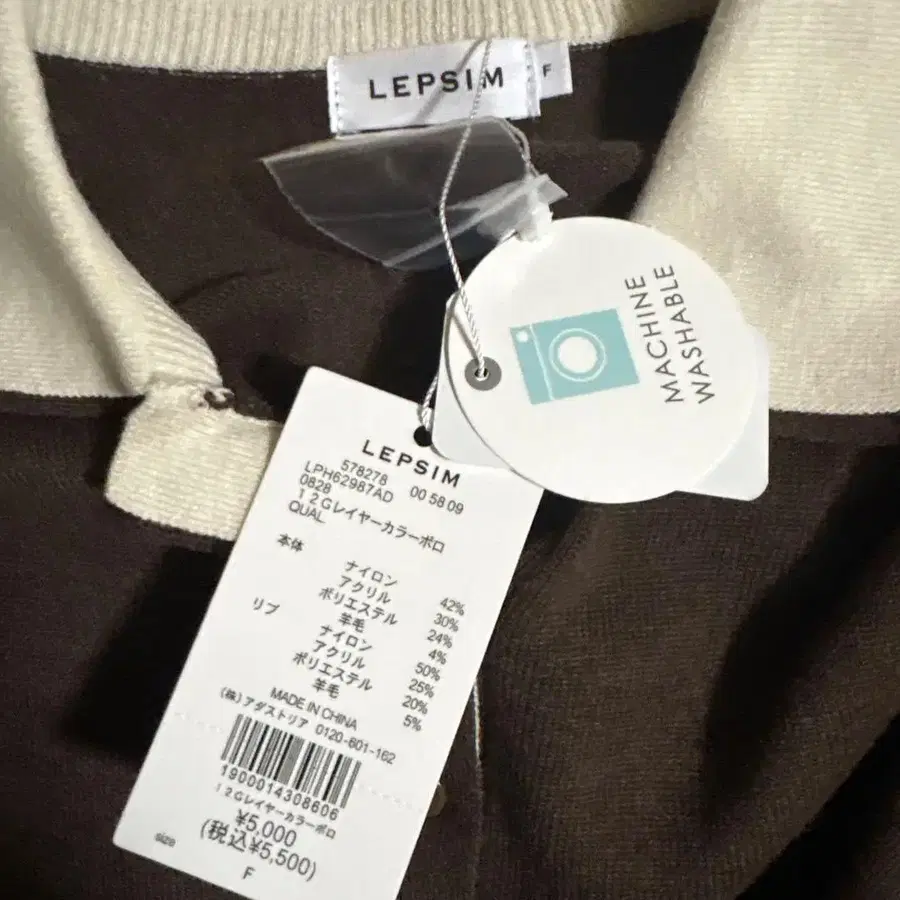 LEPSIM
F
MACHINE
WASHABLE
LEPSIM
578278
LPH62987AD 00 58 09
0828
12Gレイヤーカラーポロ
QUAL
本体
ナイロン 42%
アクリル 30%
ポリエステル 24%
羊毛 4%
リブ
ナイロン 50%
アクリル 25%
ポリエステル 20%
羊毛 5%
MADE IN CHINA
(株)アダストリア 0120-601-162
1900014308606
12Gレイヤーカラーポロ
¥5,000
(税込¥5,500)
size
F